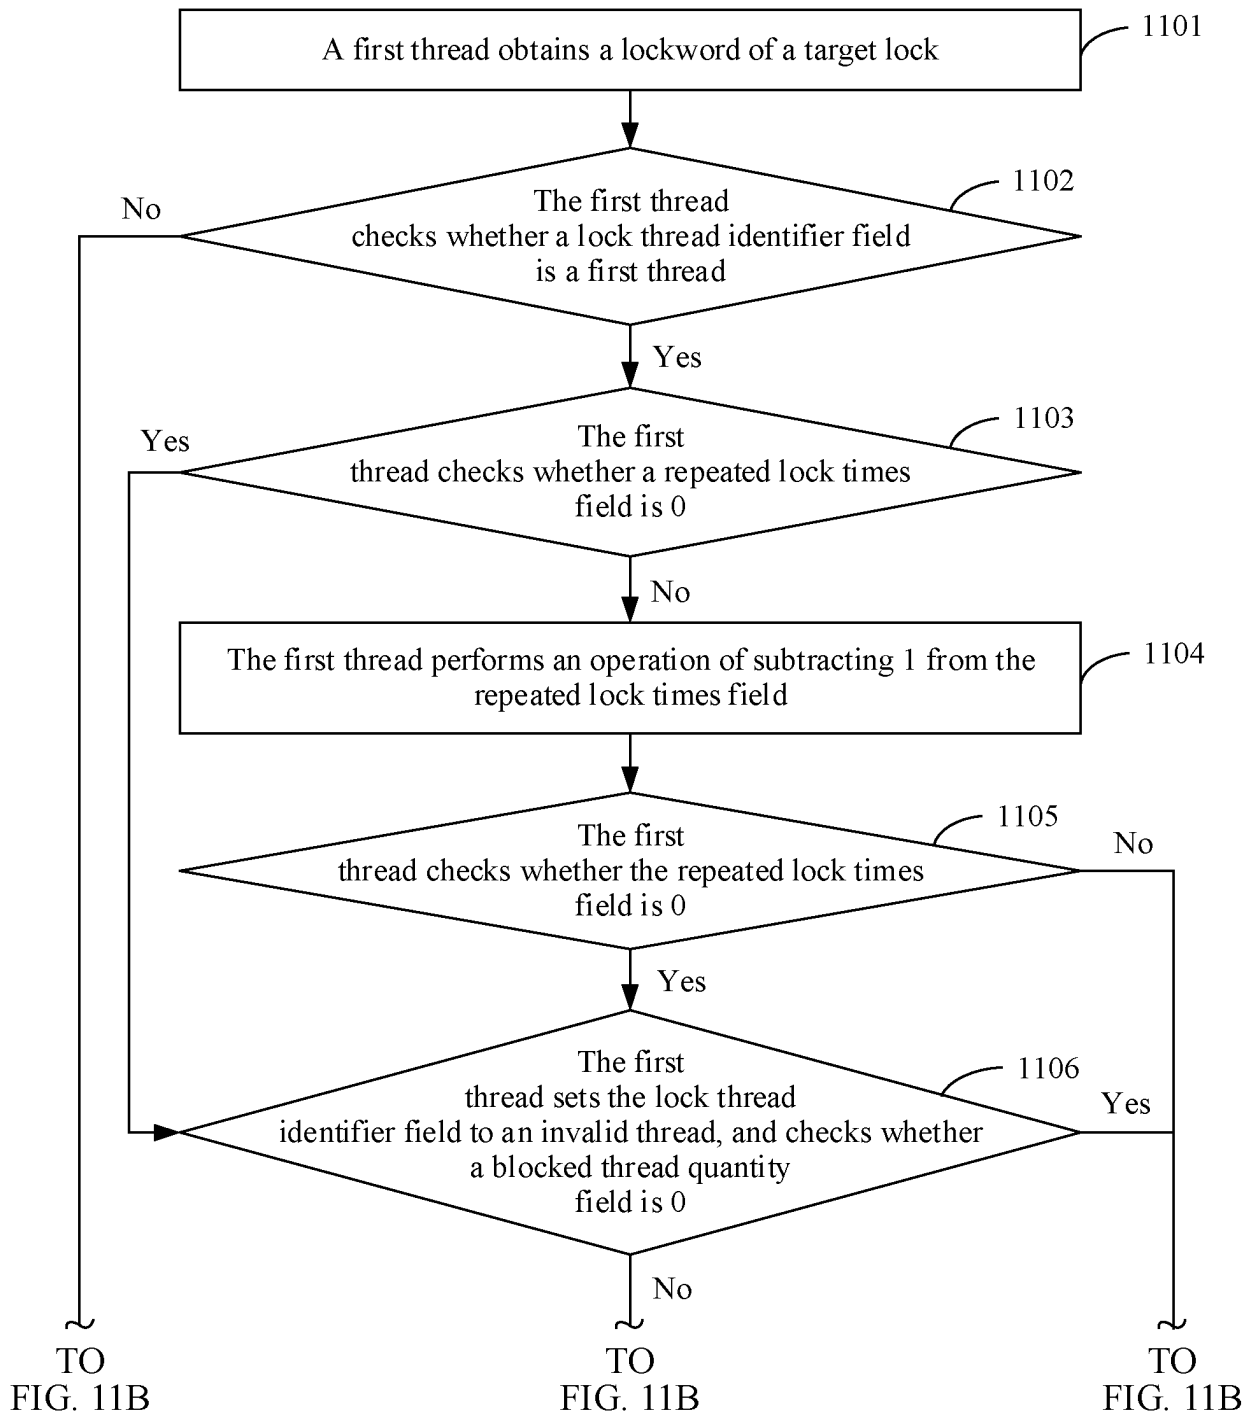 A first thread obtains a lockword of a target lock
1101
The first thread
checks whether a lock thread identifier field
is a first thread
1102
No
Yes
The first
thread checks whether a repeated lock times
field is 0
1103
Yes
No
The first thread performs an operation of subtracting 1 from the
repeated lock times field
1104
The first
thread checks whether the repeated lock times
field is 0
1105
No
Yes
The first
thread sets the lock thread
identifier field to an invalid thread, and checks whether
a blocked thread quantity
field is 0
1106
Yes
No
TO
FIG. 11B
TO
FIG. 11B
TO
FIG. 11B